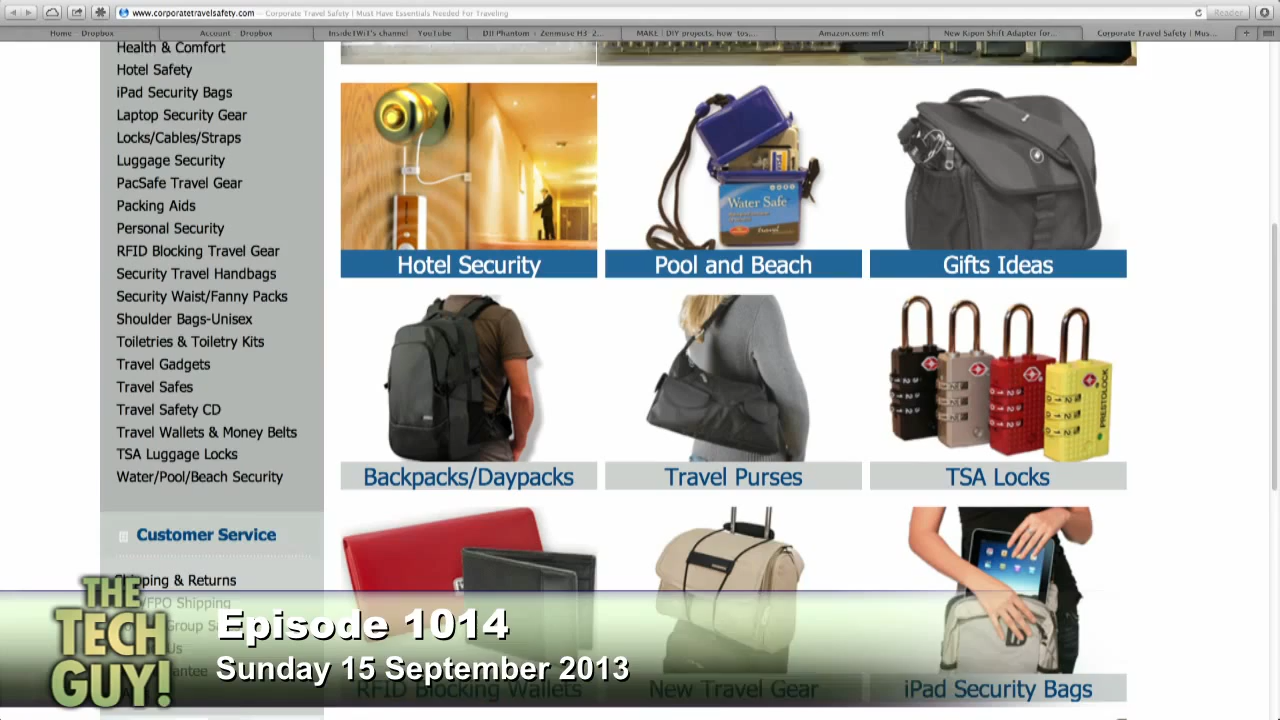 www.corporatetravelsafety.com – Corporate Travel Safety | Must Have Essentials Needed For Traveling
Reader
Home Dropbox
Account Dropbox
InsideTWiT's channel YouTube
DJI Phantom + Zenmuse H3 2...
MAKE | DIY projects, how-tos,...
Amazon.com: mft
New Kipon Shift Adapter for...
Corporate Travel Safety | Mus...
Health & Comfort
Hotel Safety
iPad Security Bags
Laptop Security Gear
Locks/Cables/Straps
Luggage Security
PacSafe Travel Gear
Packing Aids
Personal Security
RFID Blocking Travel Gear
Security Travel Handbags
Security Waist/Fanny Packs
Shoulder Bags-Unisex
Toiletries & Toiletry Kits
Travel Gadgets
Travel Safes
Travel Safety CD
Travel Wallets & Money Belts
TSA Luggage Locks
Water/Pool/Beach Security
Customer Service
Shipping & Returns
/FPO Shipping
Group Sa
Us
antee
Water Safe
Hotel Security
Pool and Beach
Gifts Ideas
PRESTOLOCK
Backpacks/Daypacks
Travel Purses
TSA Locks
RFID Blocking Wallets
New Travel Gear
iPad Security Bags
THE
TECH
GUY!
Episode 1014
Sunday 15 September 2013